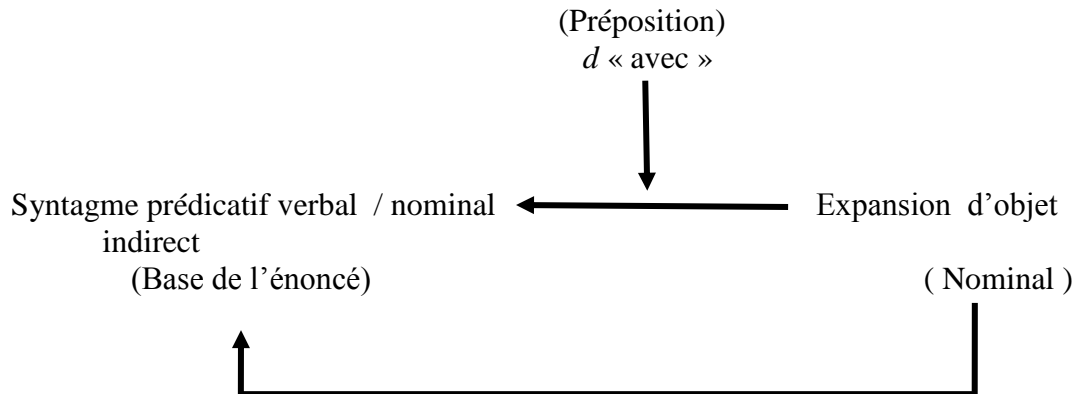 (Préposition)
d « avec »
Syntagme prédicatif verbal / nominal Expansion d’objet
indirect
(Base de l’énoncé) ( Nominal )